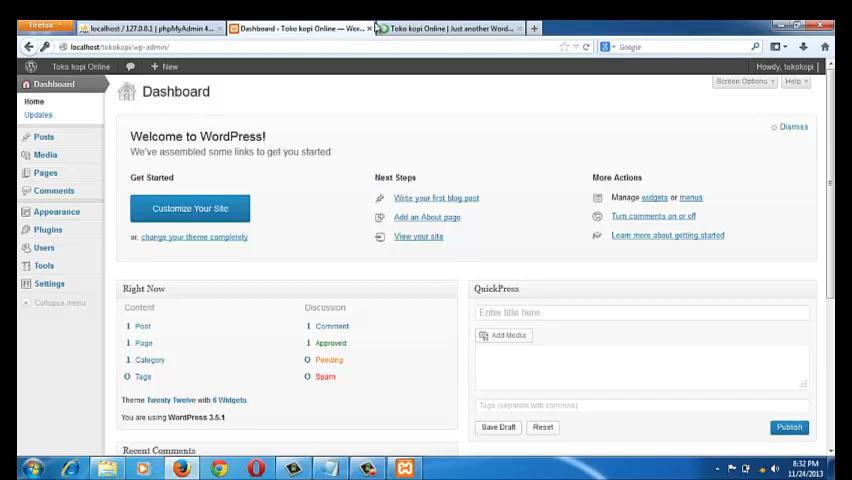 Firefox
localhost / 127.0.0.1 | phpMyAdmin 4...
Dashboard - Toko kopi Online — Wor...
Toko kopi Online | Just another Word...
localhost/tokokopi/wp-admin/
Google
Toko kopi Online
New
Howdy, tokokopi
Dashboard
Home
Updates
Posts
Media
Pages
Comments
Appearance
Plugins
Users
Tools
Settings
Collapse menu
Screen Options
Help
Dashboard
Dismiss
Welcome to WordPress!
We've assembled some links to get you started:
Get Started
Customize Your Site
or, change your theme completely
Next Steps
Write your first blog post
Add an About page
View your site
More Actions
Manage widgets or menus
Turn comments on or off
Learn more about getting started
Right Now
Content
1 Post
1 Page
1 Category
0 Tags
Discussion
1 Comment
1 Approved
0 Pending
0 Spam
Theme Twenty Twelve with 6 Widgets
You are using WordPress 3.5.1
Recent Comments
QuickPress
Enter title here
Add Media
Tags (separate with commas)
Save Draft
Reset
Publish
8:32 PM
11/24/2013